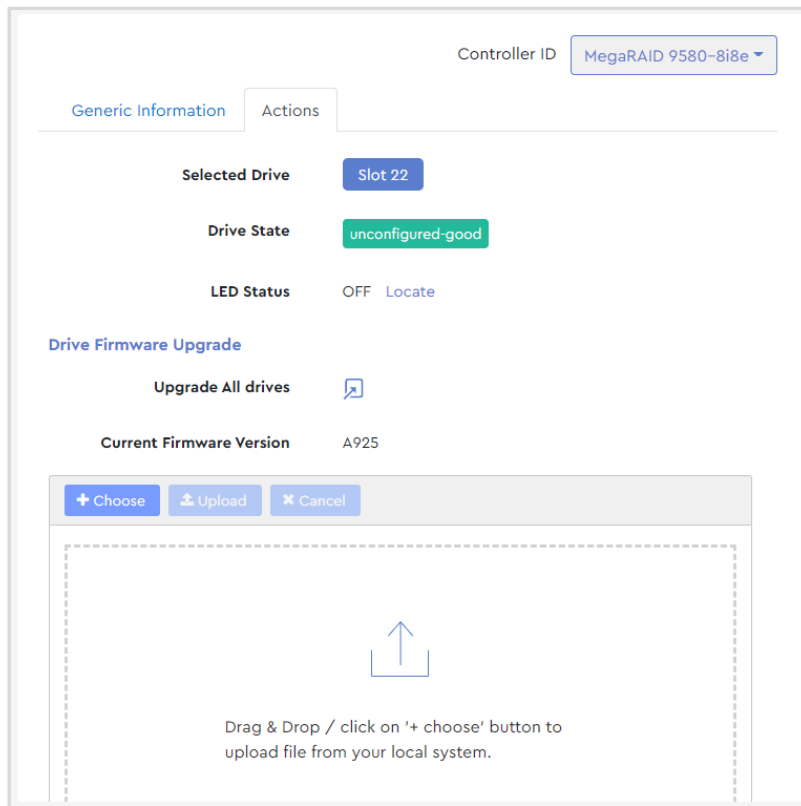 Controller ID MegaRAID 9580-8i8e
Generic Information Actions
Selected Drive Slot 22
Drive State unconfigured-good
LED Status OFF Locate
Drive Firmware Upgrade
Upgrade All drives
Current Firmware Version A925
+ Choose Upload Cancel
Drag & Drop / click on '+ choose' button to
upload file from your local system.